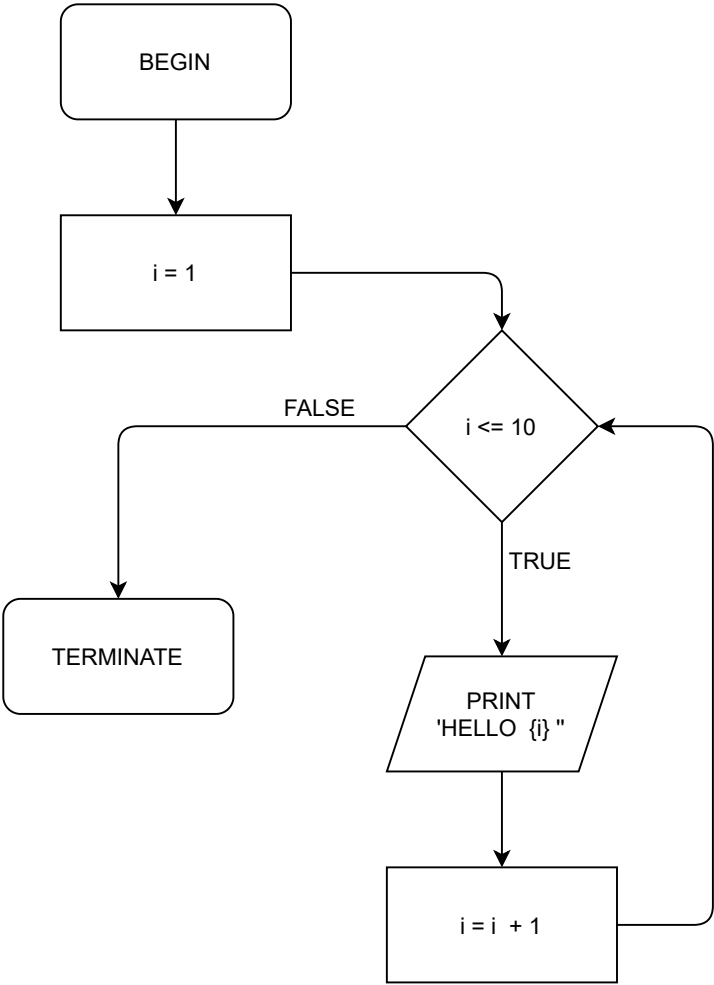 BEGIN
i = 1
i <= 10
FALSE
TRUE
TERMINATE
PRINT
'HELLO  {i} "
i = i  + 1